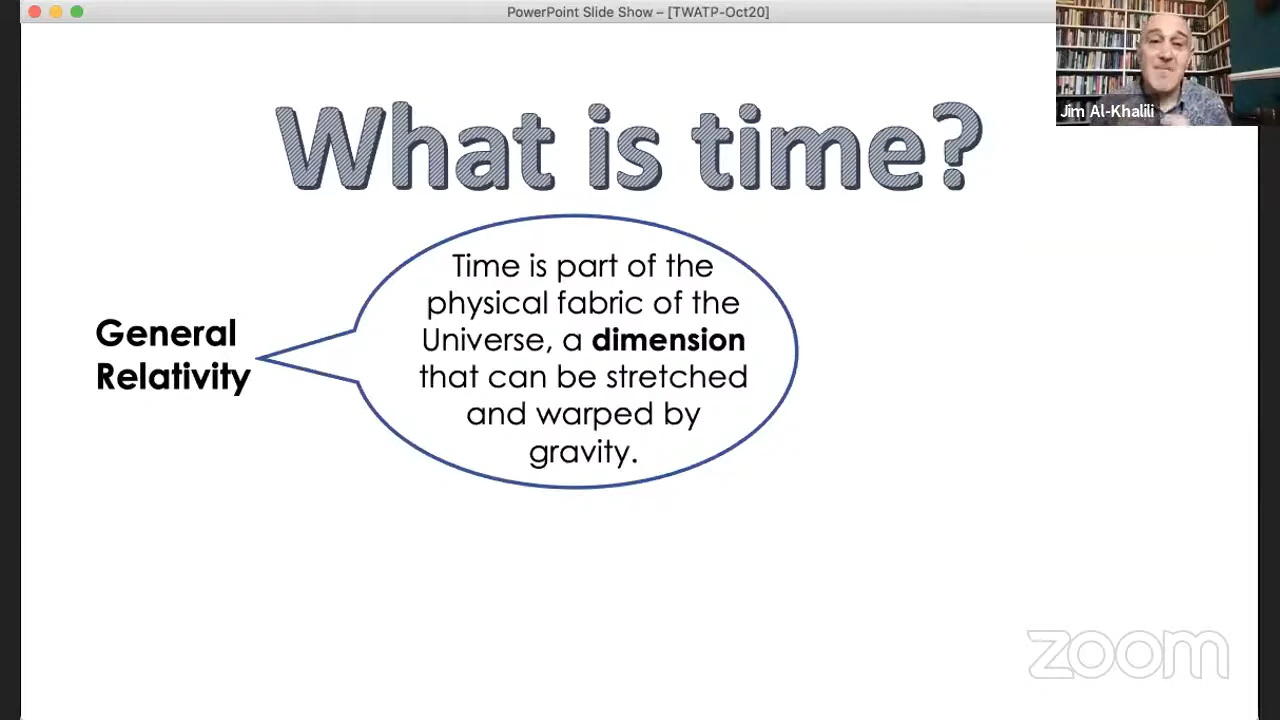 PowerPoint Slide Show – [TWATP-Oct20]
Jim Al-Khalili
What is time?
General
Relativity
Time is part of the
physical fabric of the
Universe, a dimension
that can be stretched
and warped by
gravity.
zoom